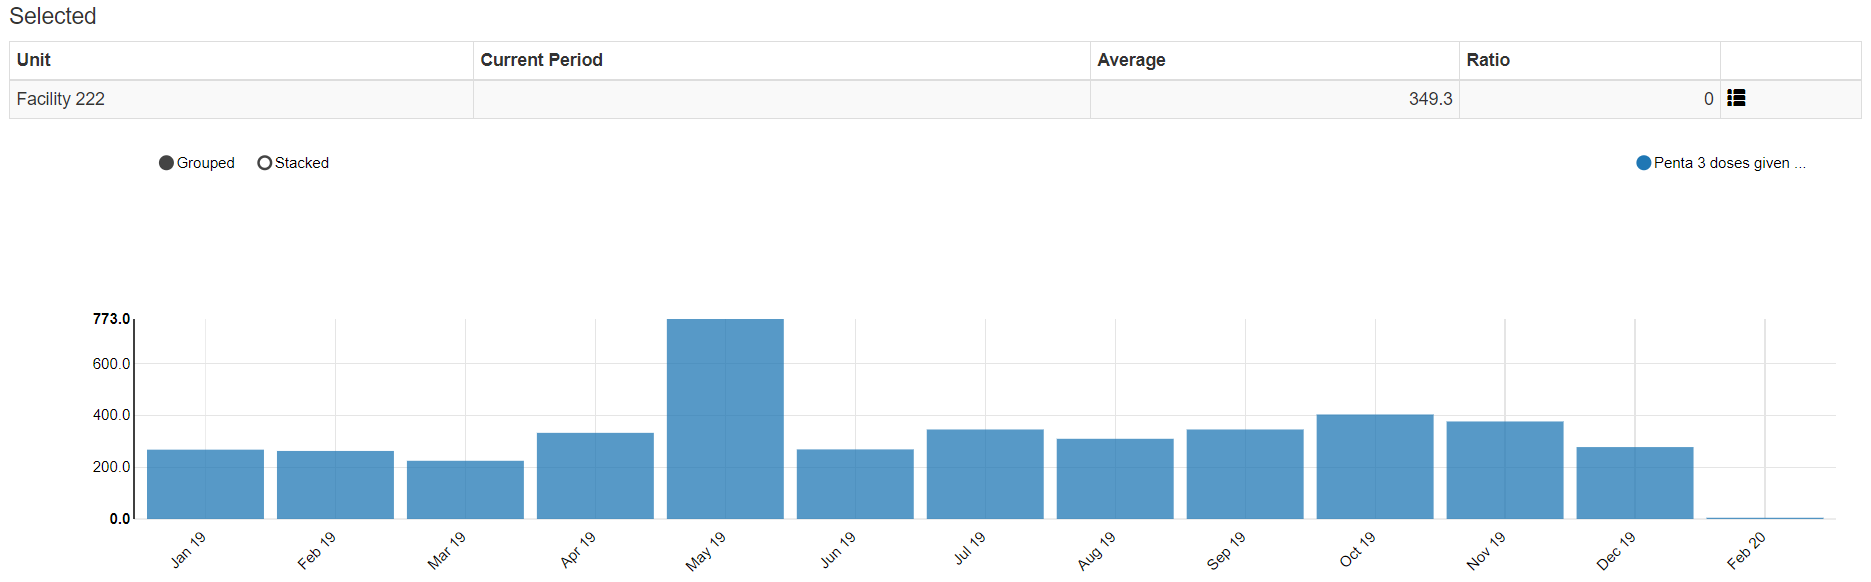 Selected
Unit Current Period Average Ratio
Facility 222 349.3 0
Grouped Stacked Penta 3 doses given ...
773.0
600.0
400.0
200.0
0.0
Jan 19 Feb 19 Mar 19 Apr 19 May 19 Jun 19 Jul 19 Aug 19 Sep 19 Oct 19 Nov 19 Dec 19 Feb 20